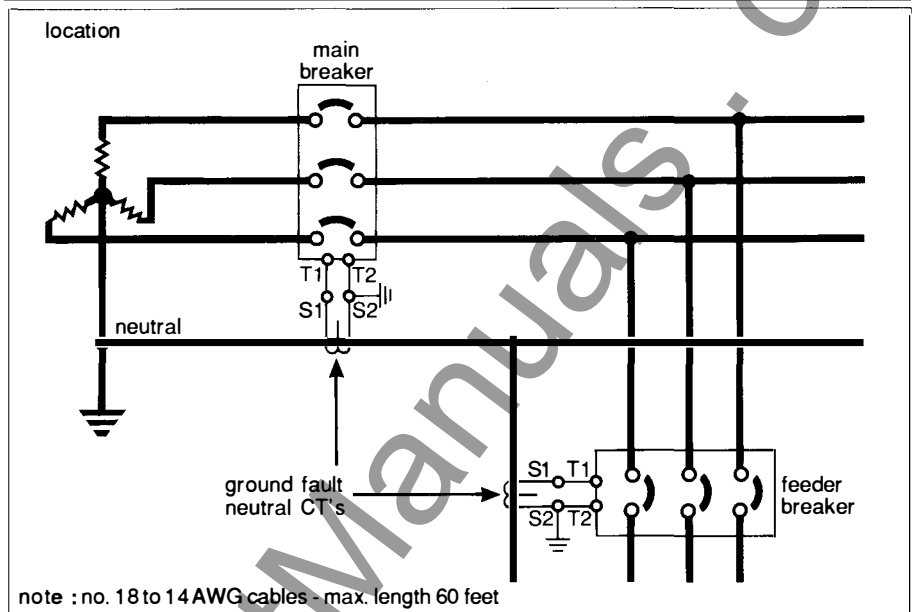 location
main
breaker
T1 T2
S1 S2
neutral
ground fault
neutral CT's
S1 T1
S2 T2
feeder
breaker
note : no. 18 to 14 AWG cables - max. length 60 feet